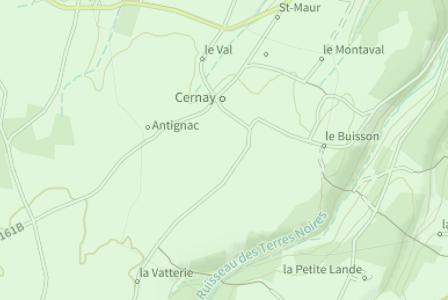 St-Maur
le Val
le Montaval
Cernay
Antignac
le Buisson
161B
Ruisseau des Terres Noires
la Vatterie
la Petite Lande